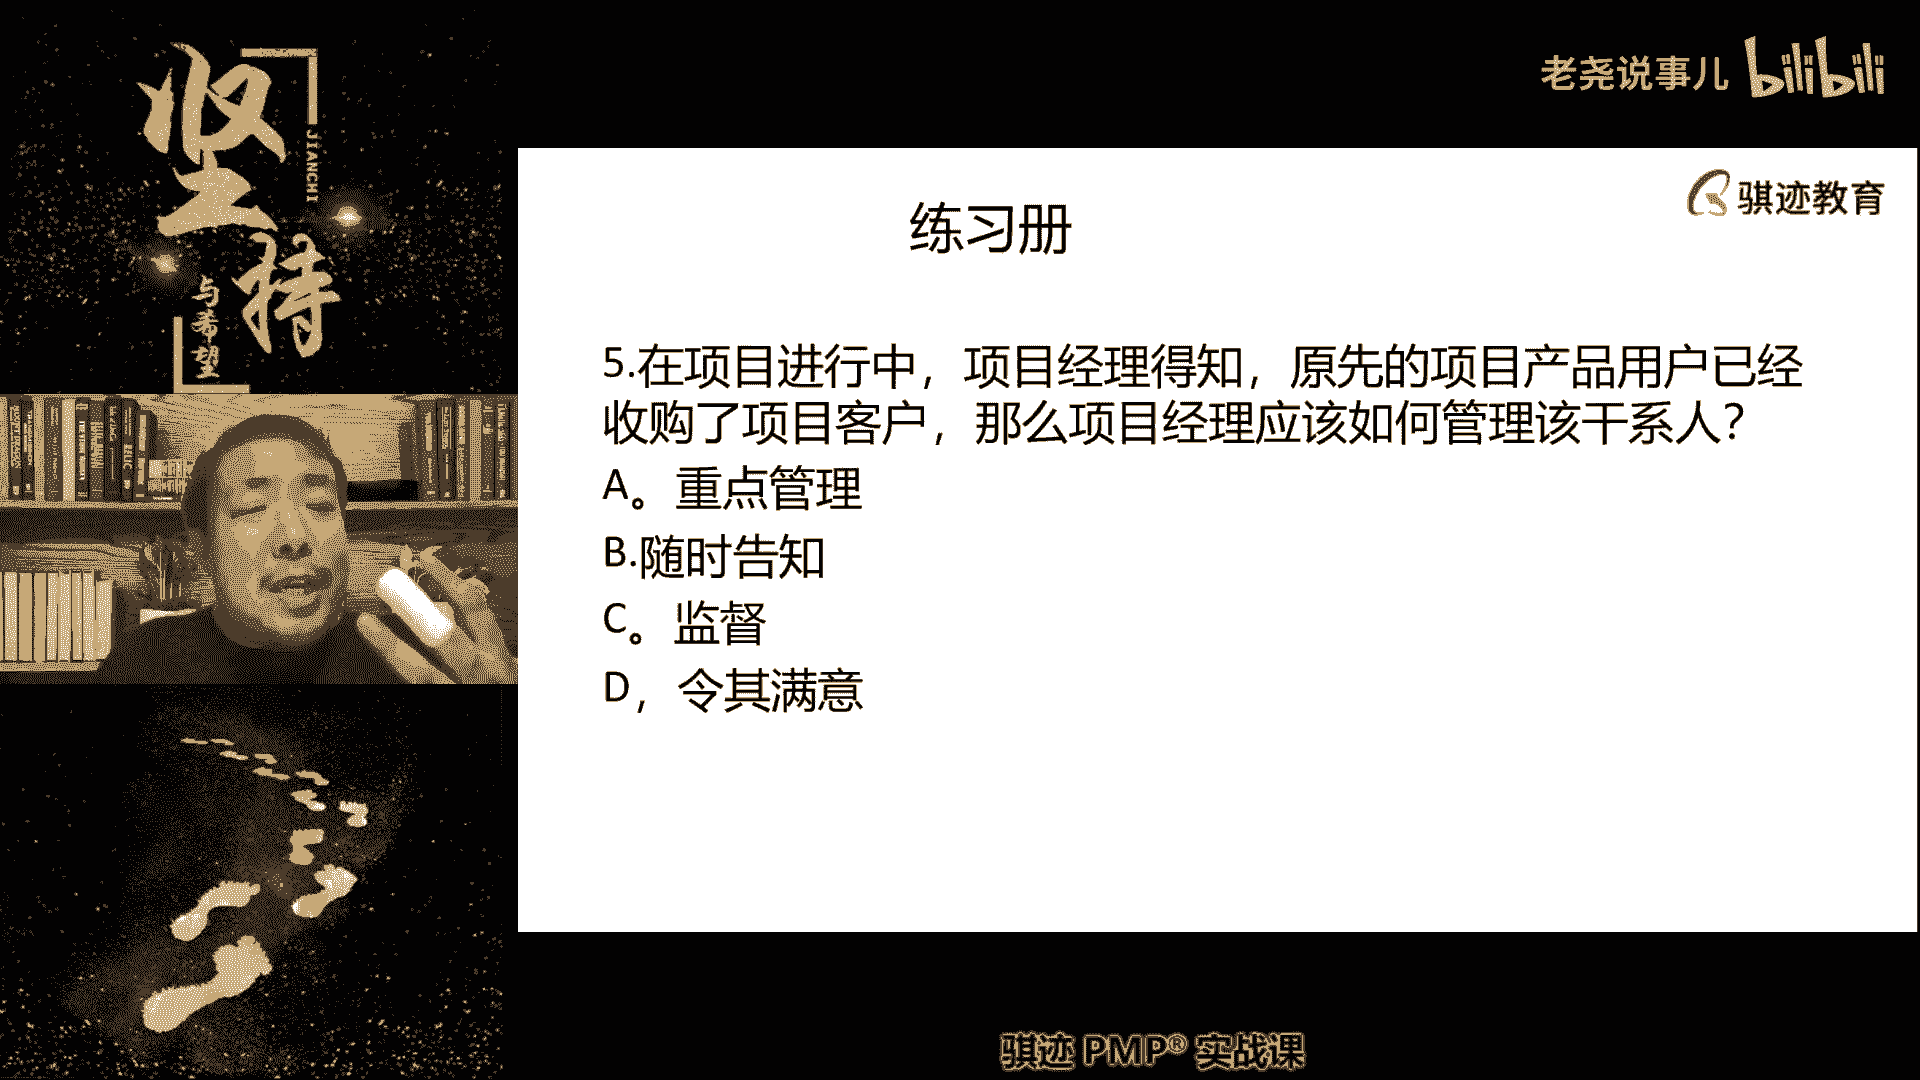 坚持
JIANCHI
与希望
老尧说事儿 bilibili
骐迹教育
练习册
5.在项目进行中，项目经理得知，原先的项目产品用户已经
收购了项目客户，那么项目经理应该如何管理该干系人？
A。重点管理
B.随时告知
C。监督
D，令其满意
骐迹 PMP® 实战课